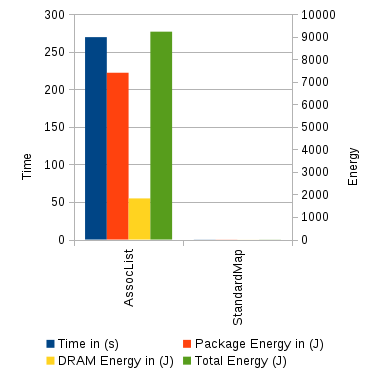 300
250
200
150
100
50
0
10000
9000
8000
7000
6000
5000
4000
3000
2000
1000
0
Time
Energy
AssocList
StandardMap
Time in (s)
Package Energy in (J)
DRAM Energy in (J)
Total Energy (J)